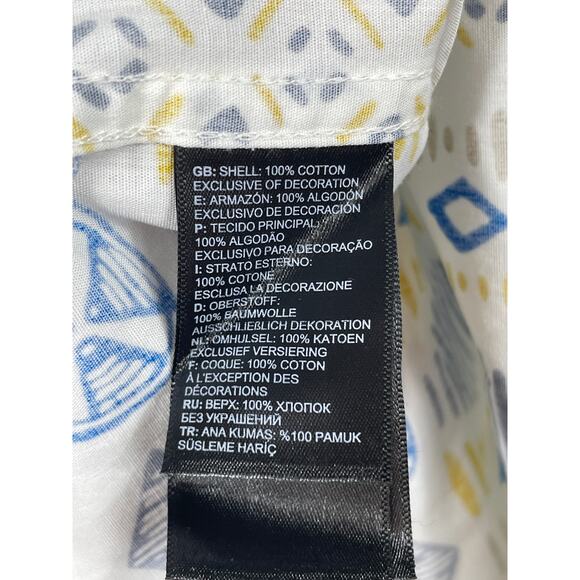 GB: SHELL: 100% COTTON
EXCLUSIVE OF DECORATION
E: ARMAZÓN: 100% ALGODÓN
EXCLUSIVO DE DECORACIÓN
P: TECIDO PRINCIPAL:
100% ALGODÃO
EXCLUSIVO PARA DECORAÇÃO
I: STRATO ESTERNO:
100% COTONE
ESCLUSA LA DECORAZIONE
D: OBERSTOFF:
100% BAUMWOLLE
AUSSCHLIEßLICH DEKORATION
NL: OMHULSEL: 100% KATOEN
EXCLUSIEF VERSIERING
F: COQUE: 100% COTON
À L'EXCEPTION DES
DÉCORATIONS
RU: ВЕРХ: 100% ХЛОПОК
БЕЗ УКРАШЕНИЙ
TR: ANA KUMAŞ: %100 PAMUK
SÜSLEME HARİÇ